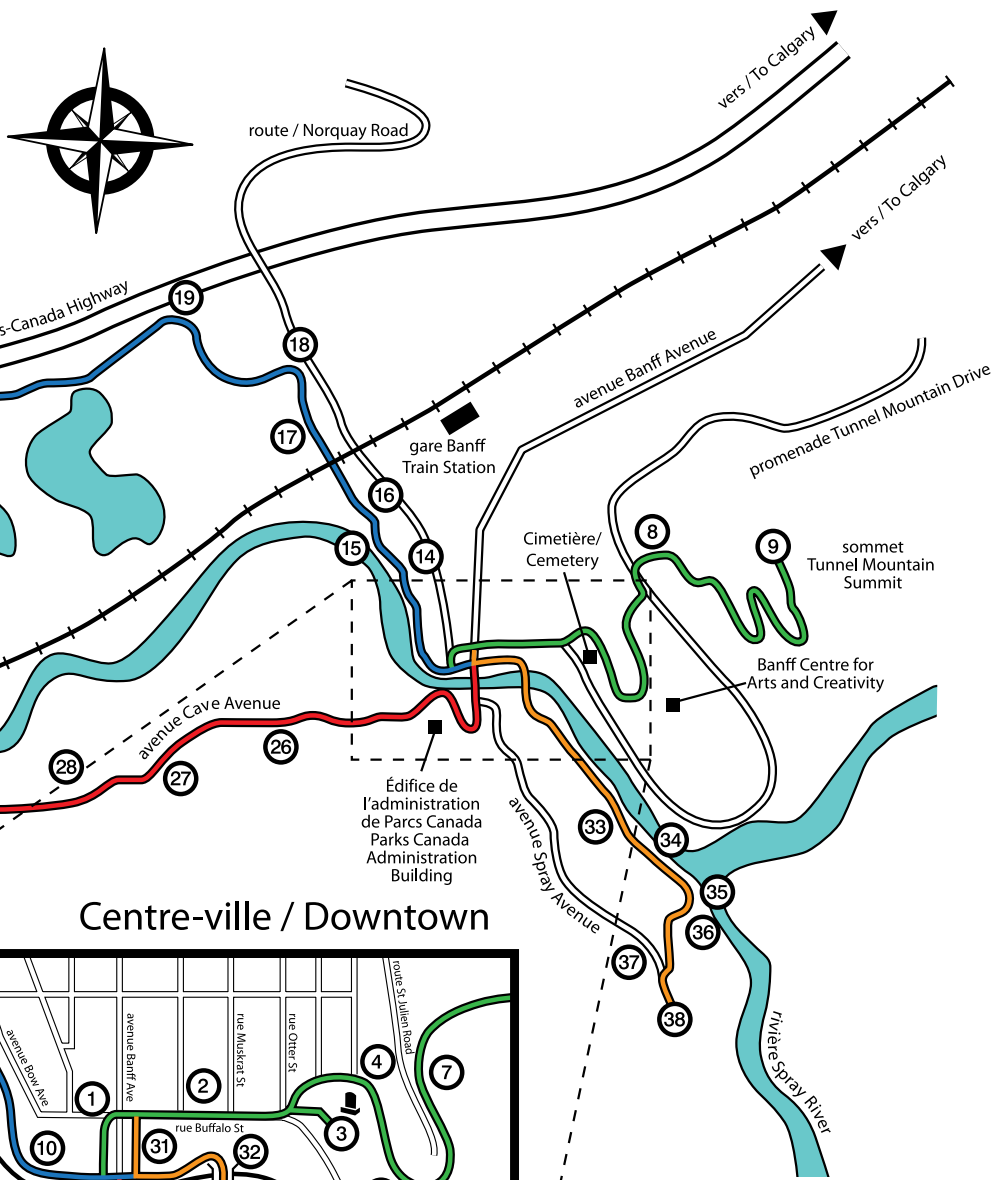 vers / To Calgary
route / Norquay Road
vers / To Calgary
s-Canada Highway
19
18
avenue Banff Avenue
promenade Tunnel Mountain Drive
17
gare Banff
Train Station
16
15
14
Cimetière/
Cemetery
8
9
sommet
Tunnel Mountain
Summit
Banff Centre for
Arts and Creativity
avenue Cave Avenue
28
27
26
Édifice de
l'administration
de Parcs Canada
Parks Canada
Administration
Building
avenue Spray Avenue
33
34
35
36
37
38
rivière Spray River
Centre-ville / Downtown
avenue Bow Ave
avenue Banff Ave
rue Muskrat St
rue Otter St
route St Julien Road
1
2
4
7
3
rue Buffalo St
10
31
32